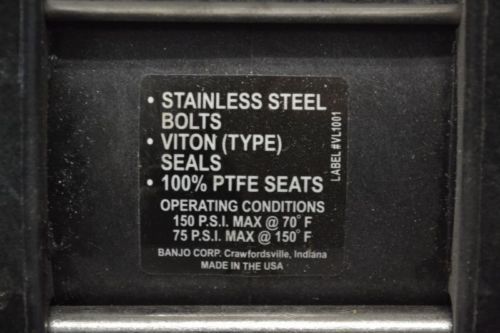 • STAINLESS STEEL
BOLTS
• VITON (TYPE)
SEALS
• 100% PTFE SEATS
OPERATING CONDITIONS
150 P.S.I. MAX @ 70° F
75 P.S.I. MAX @ 150° F
BANJO CORP. Crawfordsville, Indiana
MADE IN THE USA
LABEL #VL1001